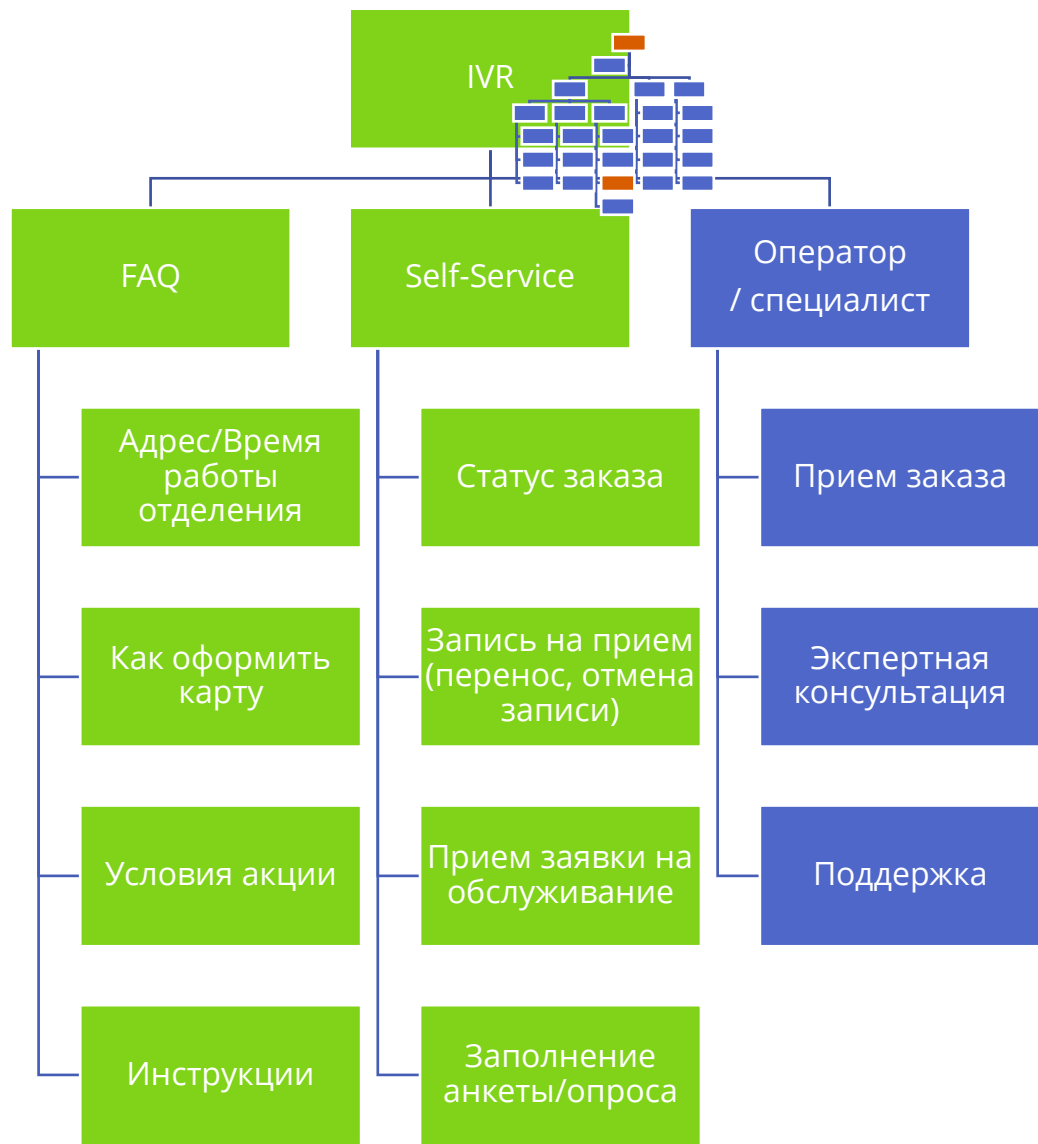 IVR
FAQ
Self-Service
Оператор
/ специалист
Адрес/Время
работы
отделения
Статус заказа
Прием заказа
Как оформить
карту
Запись на прием
(перенос, отмена
записи)
Экспертная
консультация
Условия акции
Прием заявки на
обслуживание
Поддержка
Инструкции
Заполнение
анкеты/опроса